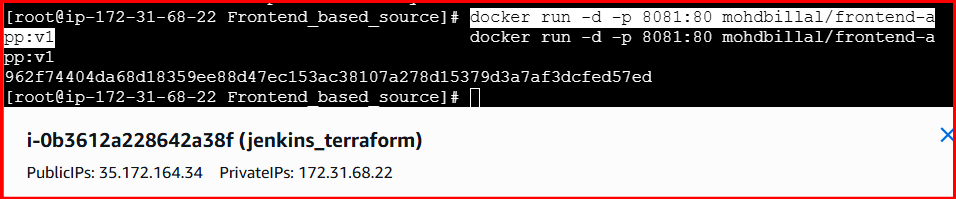 [root@ip-172-31-68-22 Frontend_based_source]# docker run -d -p 8081:80 mohdbillal/frontend-a
pp:v1 docker run -d -p 8081:80 mohdbillal/frontend-a
pp:v1
962f74404da68d18359ee88d47ec153ac38107a278d15379d3a7af3dcfed57ed
[root@ip-172-31-68-22 Frontend_based_source]#
i-0b3612a228642a38f (jenkins_terraform)
PublicIPs: 35.172.164.34 PrivateIPs: 172.31.68.22